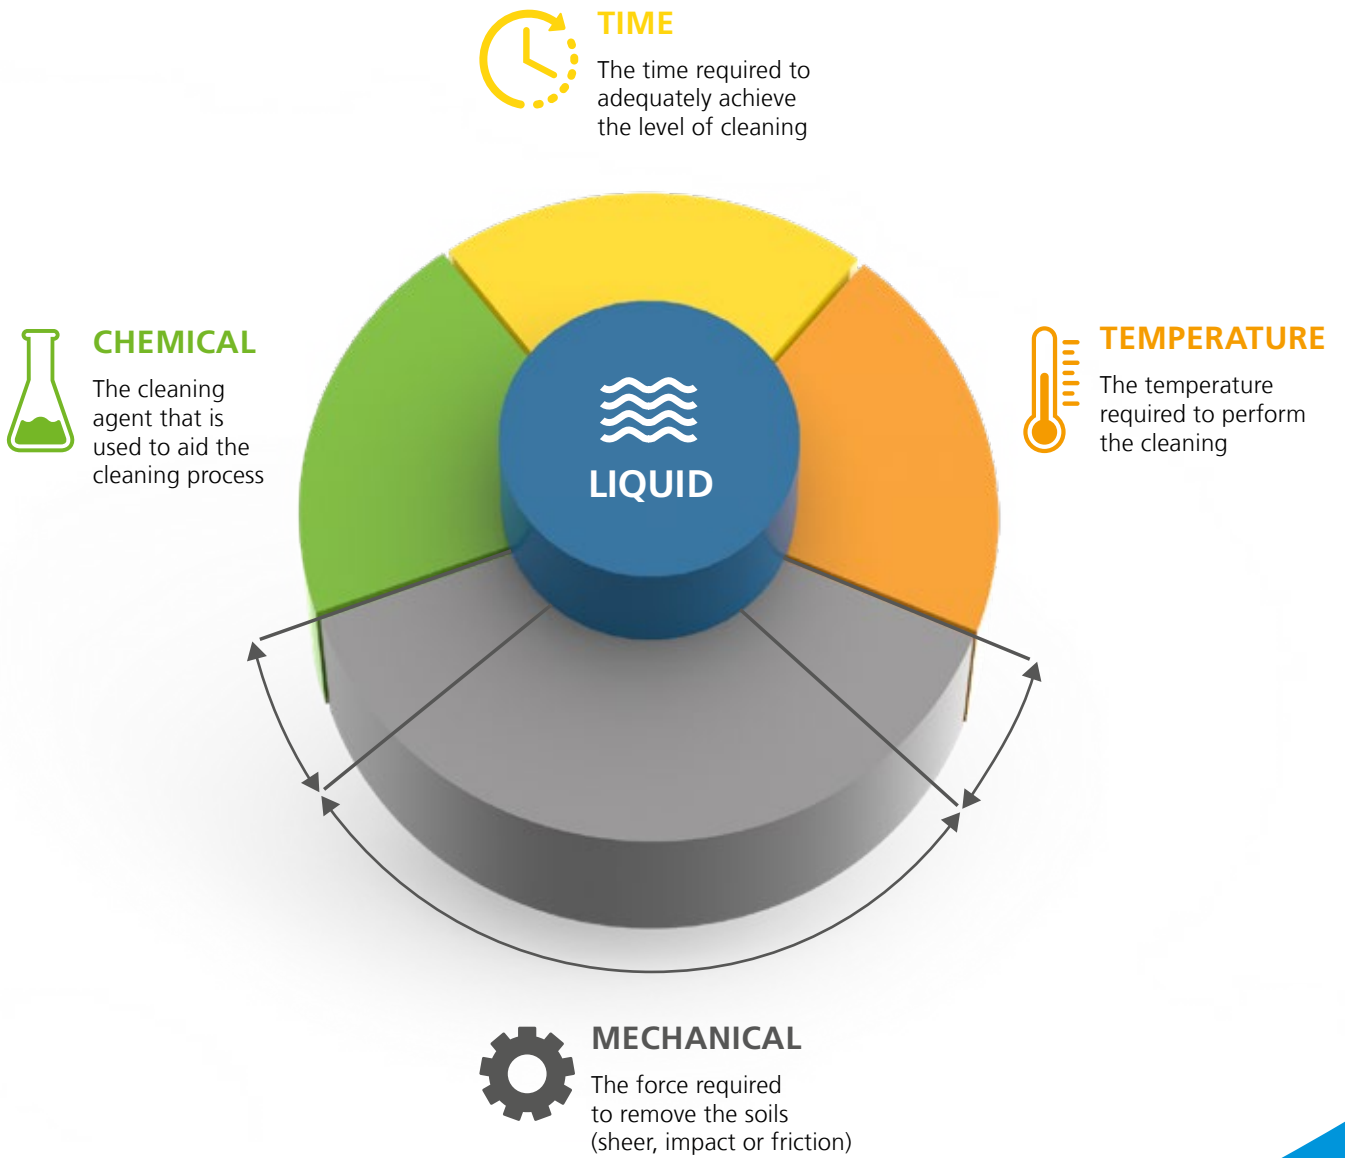 TIME
The time required to
adequately achieve
the level of cleaning
CHEMICAL
The cleaning
agent that is
used to aid the
cleaning process
LIQUID
TEMPERATURE
The temperature
required to perform
the cleaning
MECHANICAL
The force required
to remove the soils
(sheer, impact or friction)